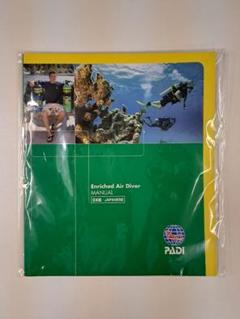 Enriched Air Diver
MANUAL
JAPANESE
PADI